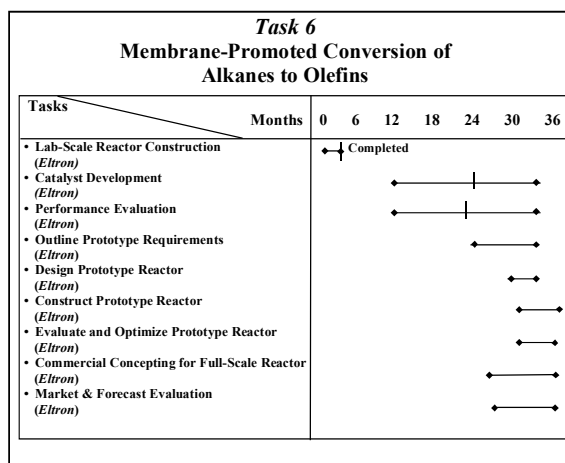 Task 6
Membrane-Promoted Conversion of
Alkanes to Olefins
Tasks
Months 0 6 12 18 24 30 36
• Lab-Scale Reactor Construction
(Eltron)
Completed
• Catalyst Development
(Eltron)
• Performance Evaluation
(Eltron)
• Outline Prototype Requirements
(Eltron)
• Design Prototype Reactor
(Eltron)
• Construct Prototype Reactor
(Eltron)
• Evaluate and Optimize Prototype Reactor
(Eltron)
• Commercial Concepting for Full-Scale Reactor
(Eltron)
• Market & Forecast Evaluation
(Eltron)